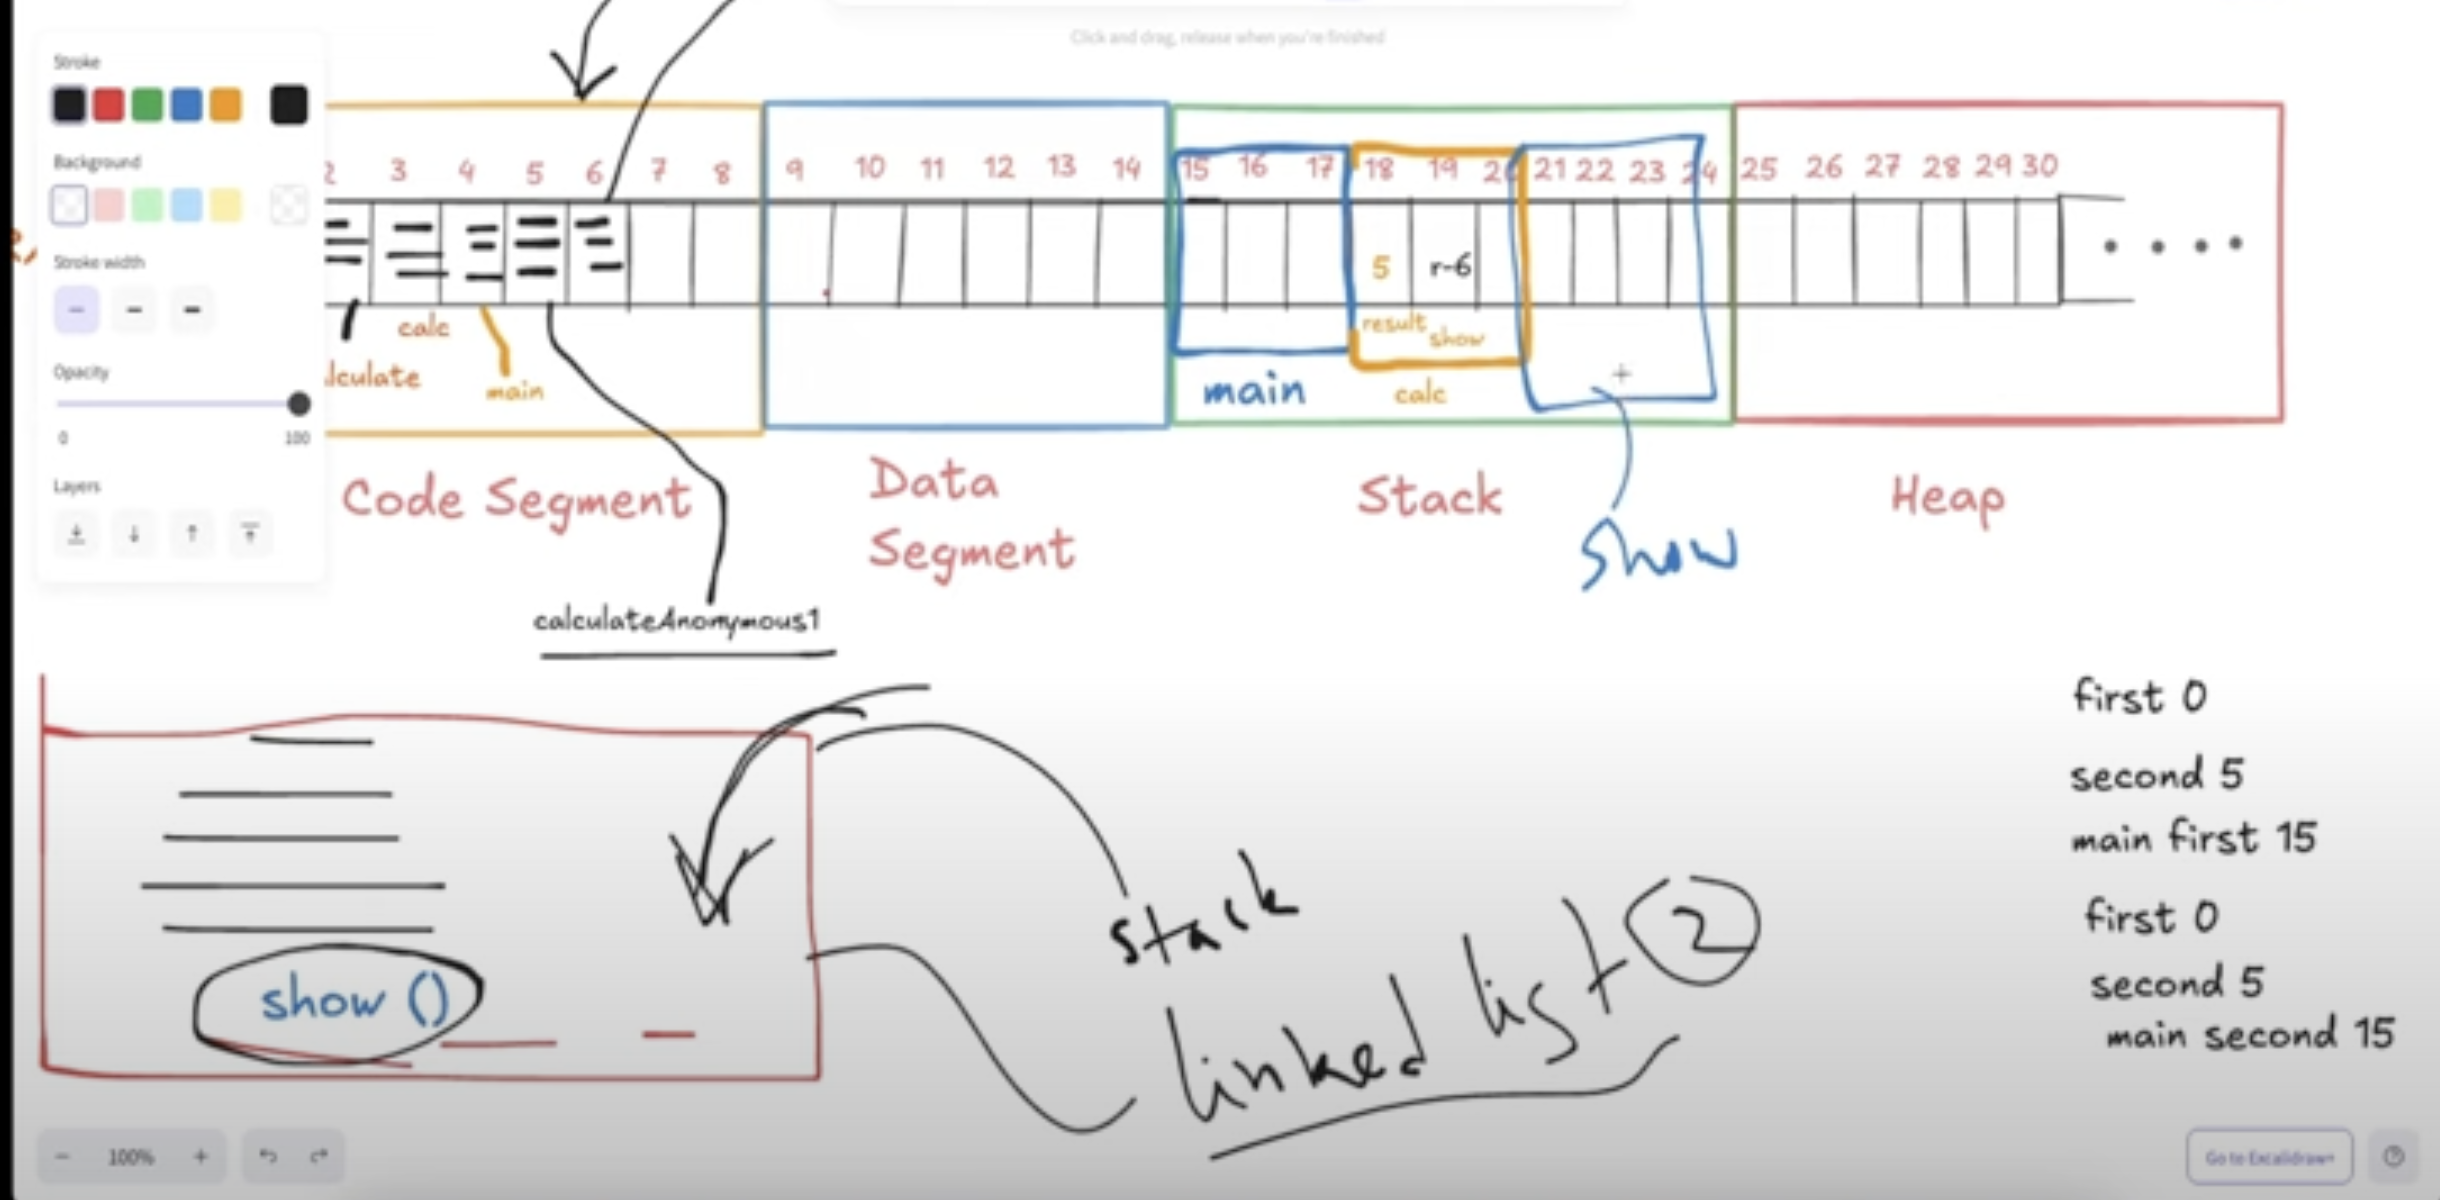 Click and drag, release when you're finished
Stroke
Background
Stroke width
Opacity
0 100
Layers
2 3 4 5 6 7 8 9 10 11 12 13 14 15 16 17 18 19 20 21 22 23 24 25 26 27 28 29 30
5 r-6
calc
result
show
lculate
main
main
calc
Code Segment
Data
Segment
Stack
Heap
show
calculateAnonymous1
first 0
second 5
main first 15
first 0
second 5
main second 15
stack
linked list 2
show ()
100%
Go to Excalidraw+